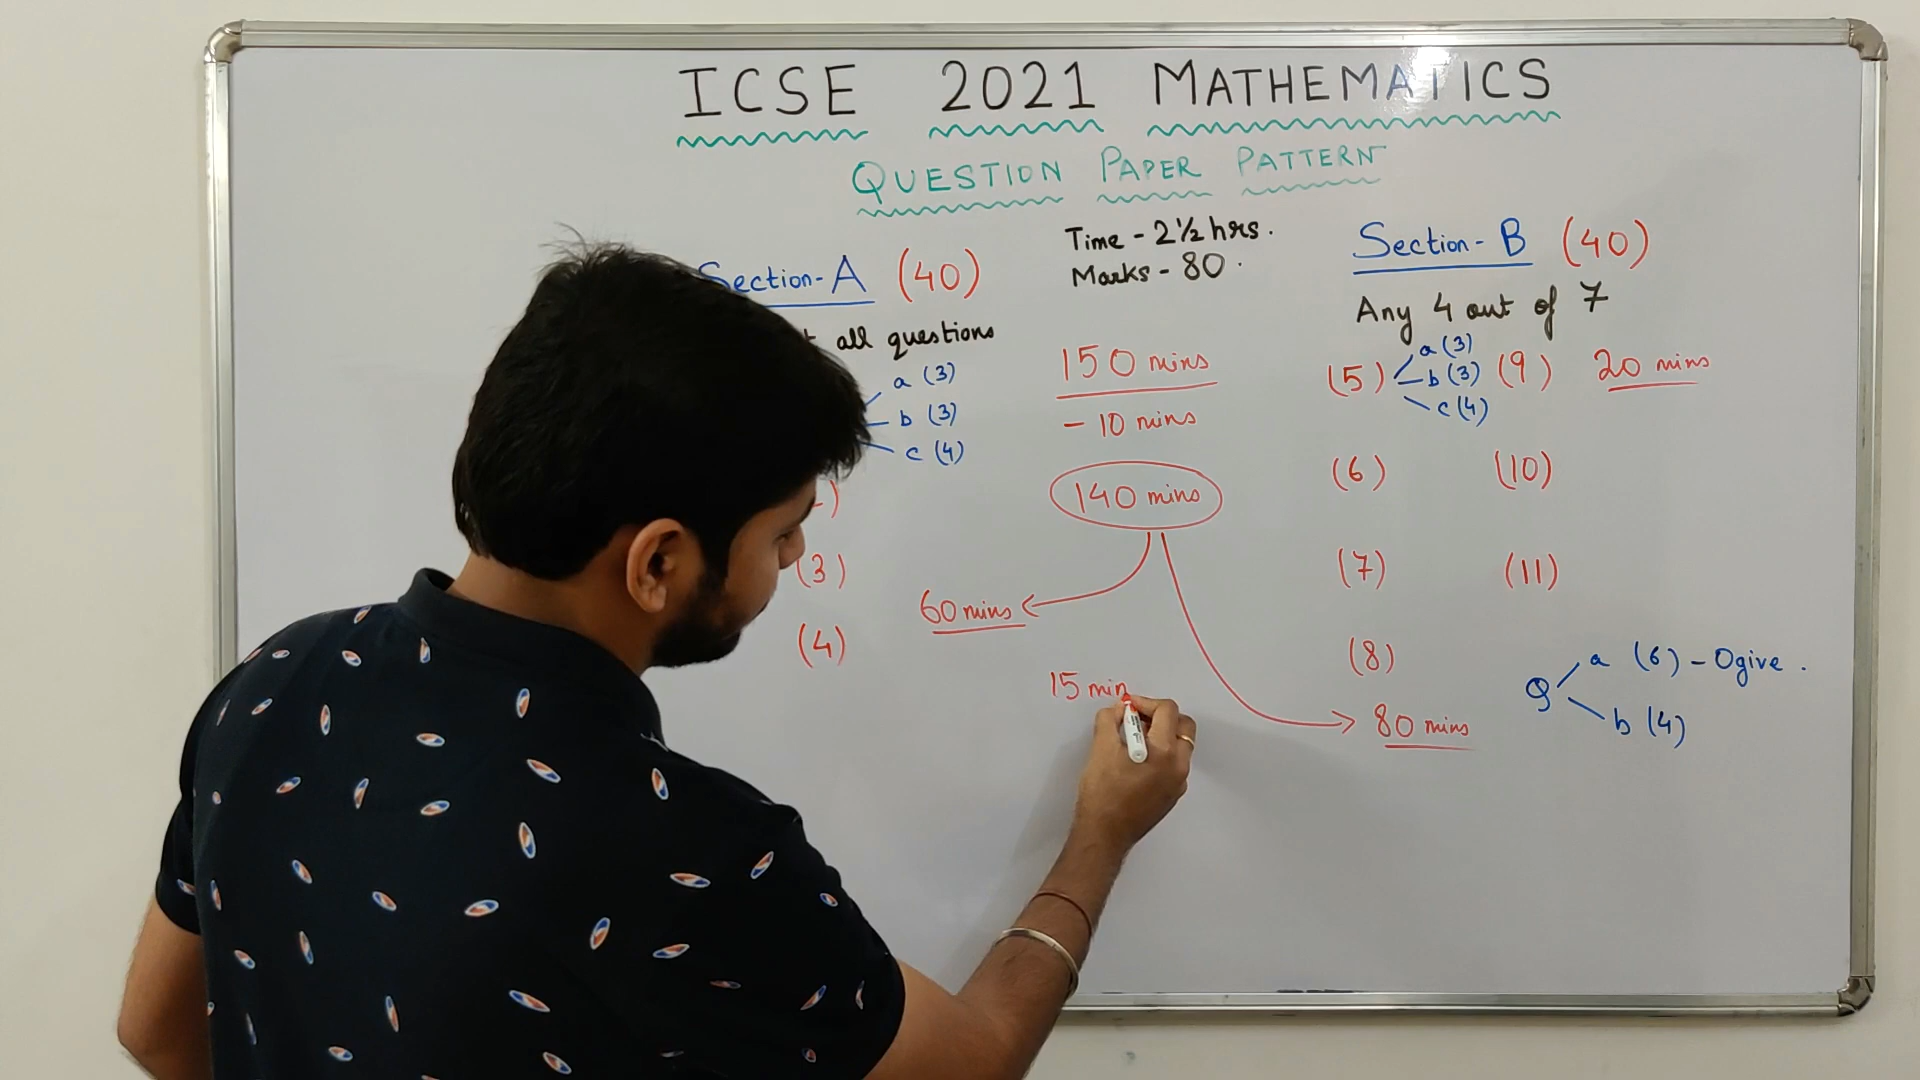 ICSE 2021 MATHEMATICS
QUESTION PAPER PATTERN
Section-A (40)
all questions
a (3)
b (3)
c (4)
(3)
(4)
Time - 2½ hrs.
Marks - 80.
150 mins
- 10 mins
140 mins
60 mins
80 mins
15 min
Section-B (40)
Any 4 out of 7
(5) a (3) b (3) c (4) (9) 20 mins
(6) (10)
(7) (11)
(8)
Q a (6) - Ogive.
b (4)